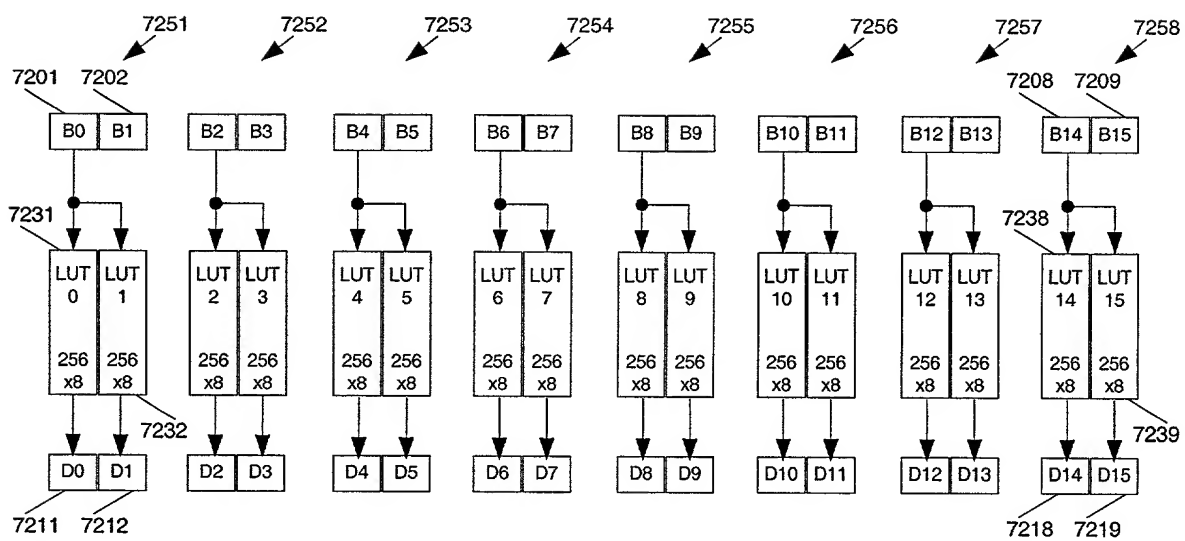 7251 7252 7253 7254 7255 7256 7257 7258
7201 7202 7208 7209
B0 B1 B2 B3 B4 B5 B6 B7 B8 B9 B10 B11 B12 B13 B14 B15
7231 7238
LUT LUT LUT LUT LUT LUT LUT LUT LUT LUT LUT LUT LUT LUT LUT LUT
0 1 2 3 4 5 6 7 8 9 10 11 12 13 14 15
256 256 256 256 256 256 256 256 256 256 256 256 256 256 256 256
x8 x8 x8 x8 x8 x8 x8 x8 x8 x8 x8 x8 x8 x8 x8 x8
7232 7239
D0 D1 D2 D3 D4 D5 D6 D7 D8 D9 D10 D11 D12 D13 D14 D15
7211 7212 7218 7219